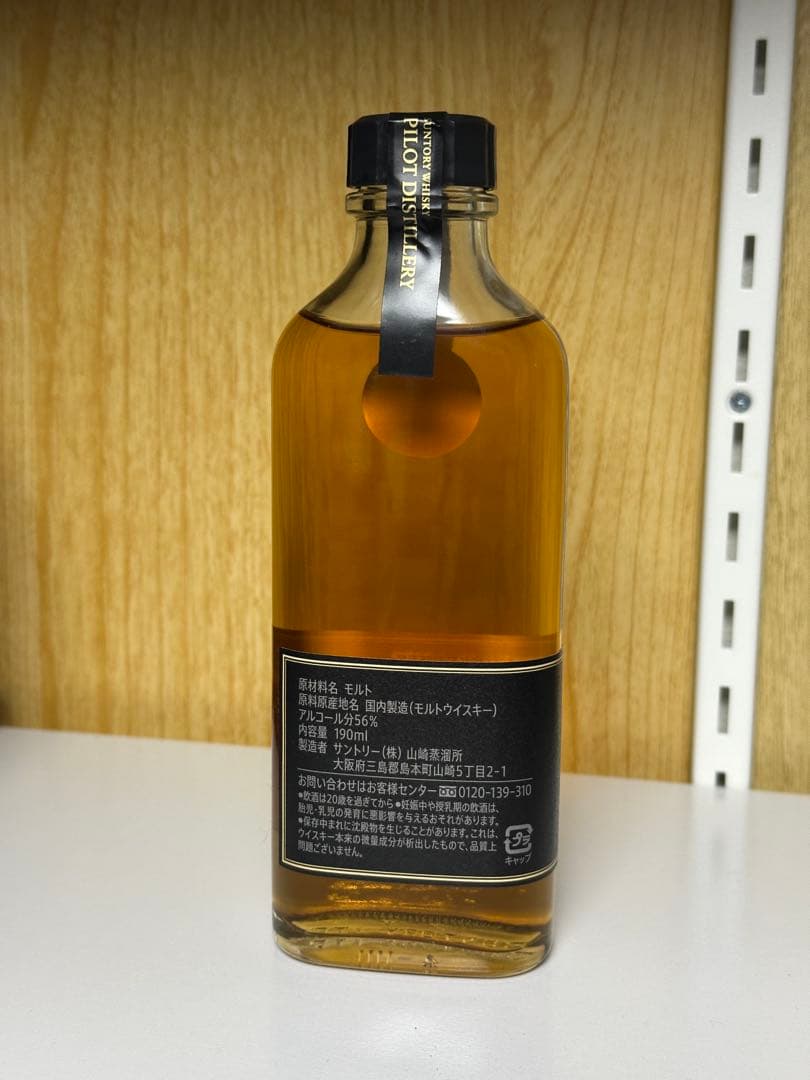 SUNTORY WHISKY
PILOT DISTILLERY
原材料名 モルト
原料原産地名 国内製造(モルトウイスキー)
アルコール分56%
内容量 190ml
製造者 サントリー(株) 山崎蒸溜所
大阪府三島郡島本町山崎5丁目2-1
お問い合わせはお客様センター 0120-139-310
●飲酒は20歳を過ぎてから ●妊娠中や授乳期の飲酒は、
胎児・乳児の発育に悪影響を与えるおそれがあります。
●保存中まれに沈殿物を生じることがあります。これは、
ウイスキー本来の微量成分が析出したもので、品質上
問題ございません。
プラ
キャップ